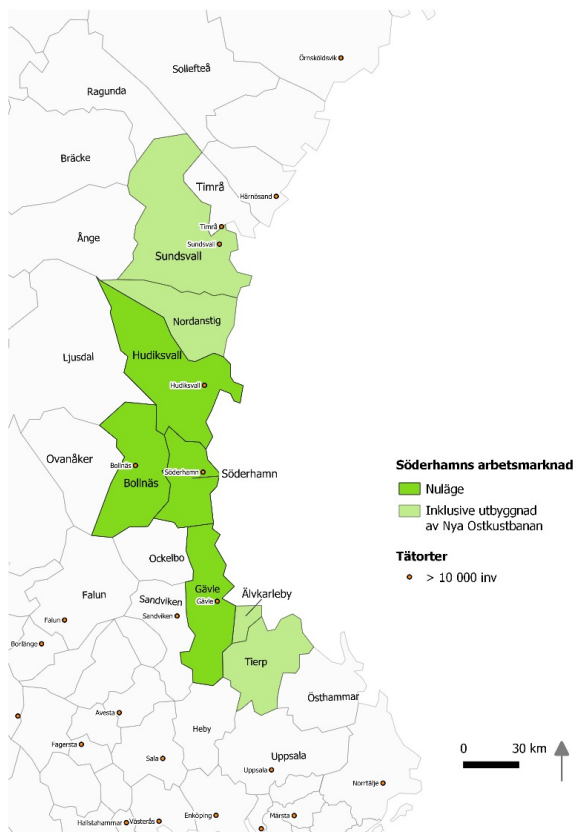 Örnsköldsvik
Sollefteå
Ragunda
Bräcke
Timrå
Härnösand
Timrå
Ånge
Sundsvall
Sundsvall
Nordanstig
Ljusdal
Hudiksvall
Hudiksvall
Ovanåker
Bollnäs
Söderhamn
Söderhamn
Bollnäs
Söderhamns arbetsmarknad
Nuläge
Inklusive utbyggnad
av Nya Ostkustbanan
Tätorter
> 10 000 inv
Ockelbo
Falun
Gävle
Älvkarleby
Sandviken
Gävle
Sandviken
Falun
Borlänge
Tierp
Östhammar
Avesta
Heby
Fagersta
Sala
Uppsala
Uppsala
Norrtälje
0 30 km
Hallstahammar
Västerås
Enköping
Märsta